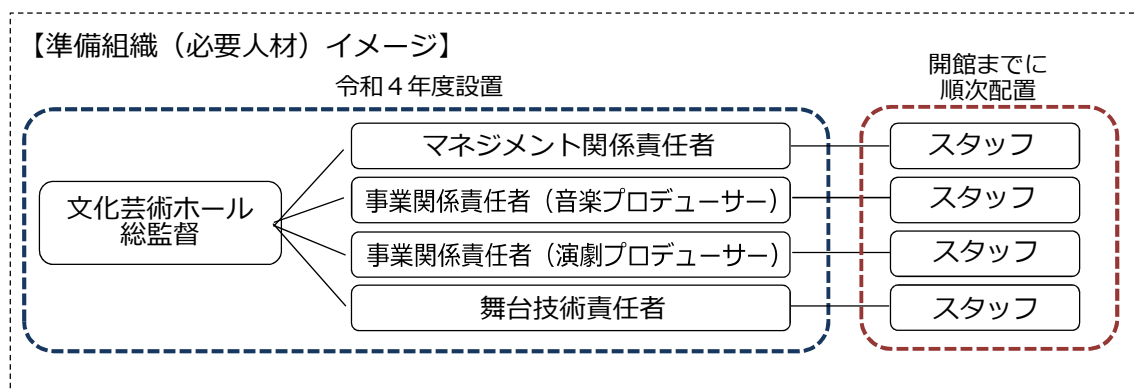 【準備組織(必要人材)イメージ】
令和4年度設置
開館までに
順次配置
文化芸術ホール
総監督
マネジメント関係責任者
スタッフ
事業関係責任者(音楽プロデューサー)
スタッフ
事業関係責任者(演劇プロデューサー)
スタッフ
舞台技術責任者
スタッフ